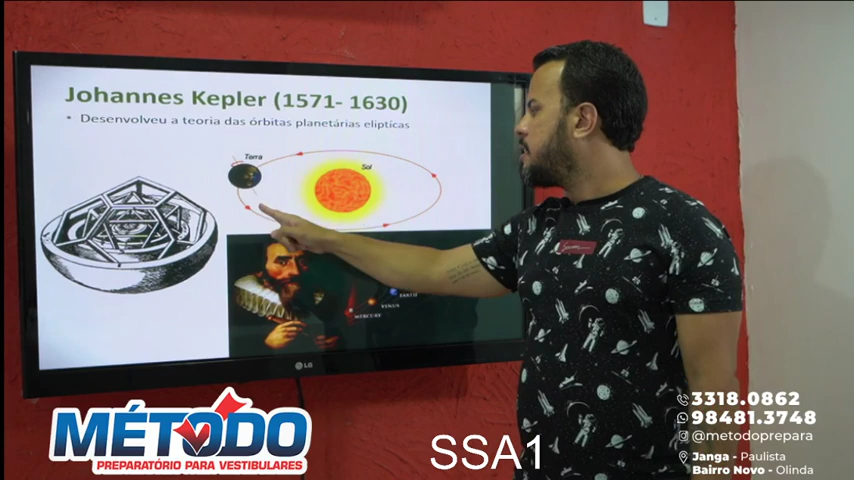 Johannes Kepler (1571- 1630)
• Desenvolveu a teoria das órbitas planetárias elíptícas
Terra
Sol
EARTH
VENUS
MERCURY
LG
MÉTODO
PREPARATÓRIO PARA VESTIBULARES
SSA1
3318.0862
98481.3748
@metodoprepara
Janga - Paulista
Bairro Novo - Olinda